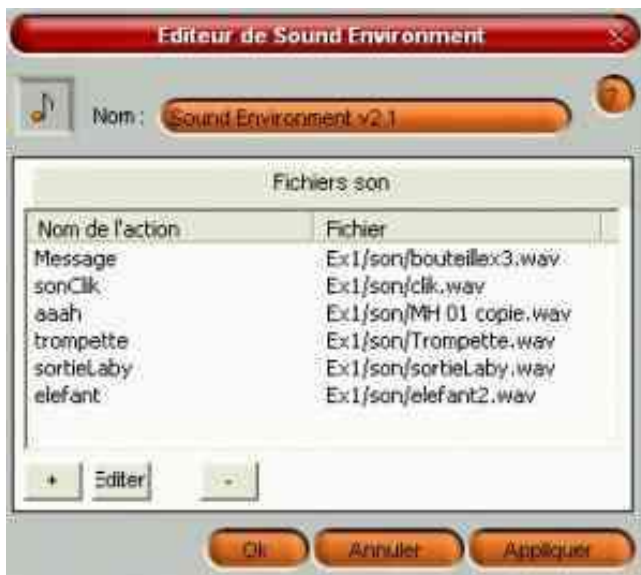 Editeur de Sound Environment
Nom :
Sound Environment v2.1
?
Fichiers son
Nom de l'action Fichier
Message Ex1/son/bouteillex3.wav
sonClik Ex1/son/clik.wav
aaah Ex1/son/MH 01 copie.wav
trompette Ex1/son/Trompette.wav
sortieLaby Ex1/son/sortieLaby.wav
elefant Ex1/son/elefant2.wav
+ Editer -
Ok Annuler Appliquer